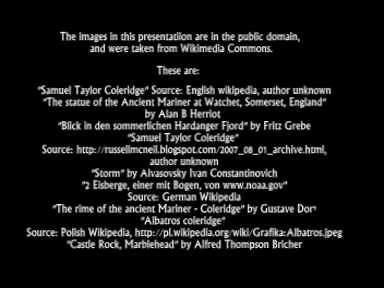 The images in this presentatiion are in the public domain,
and were taken from Wikimedia Commons.
These are:
"Samuel Taylor Coleridge" Source: English wikipedia, author unknown
"The statue of the Ancient Mariner at Watchet, Somerset, England"
by Alan B Herriot
"Blick in den sommerlichen Hardanger Fjord" by Fritz Grebe
"Samuel Taylor Coleridge"
Source: http://russellmcneil.blogspot.com/2007_08_01_archive.html,
author unknown
"Storm" by Aivasovsky Ivan Constantinovich
"2 Eisberge, einer mit Bogen, von www.noaa.gov"
Source: German Wikipedia
"The rime of the ancient Mariner - Coleridge" by Gustave
"Albatros coleridge"
Source: Polish Wikipedia, http://pl.wikipedia.org/wiki/Grafika:Albatros.jpeg
"Castle Rock, Marblehead" by Alfred Thompson Bricher